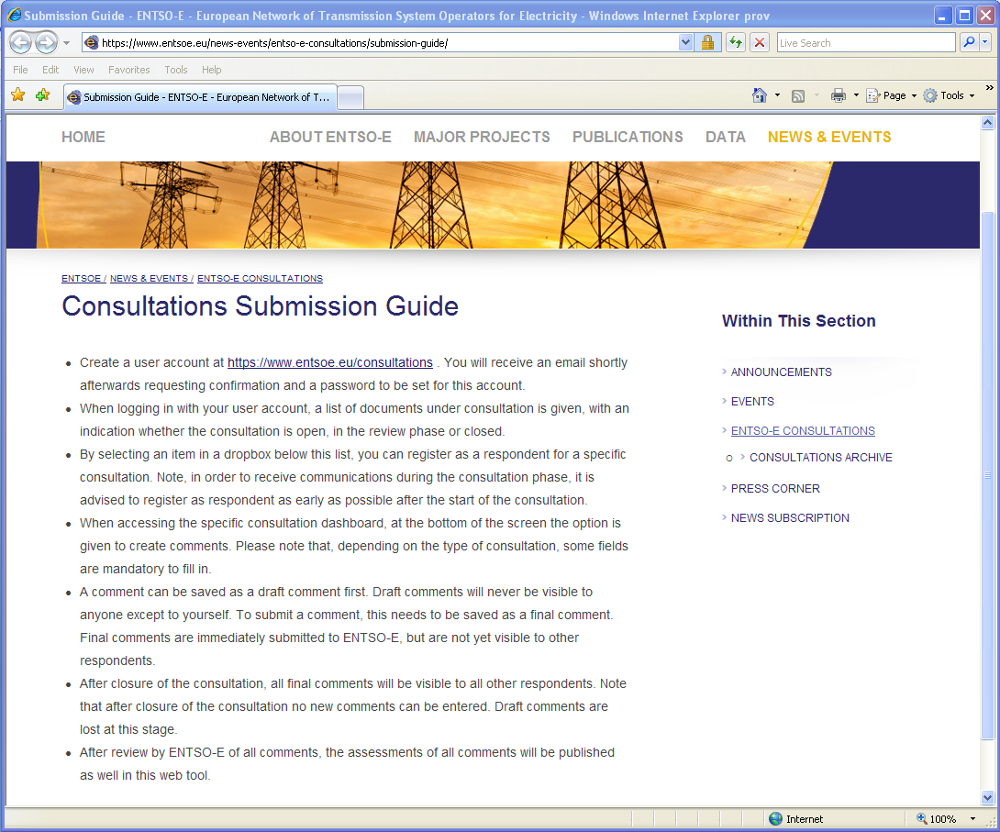 Submission Guide - ENTSO-E - European Network of Transmission System Operators for Electricity - Windows Internet Explorer prov
https://www.entsoe.eu/news-events/entso-e-consultations/submission-guide/
Live Search
File Edit View Favorites Tools Help
Submission Guide - ENTSO-E - European Network of T...
Page Tools
HOME ABOUT ENTSO-E MAJOR PROJECTS PUBLICATIONS DATA NEWS & EVENTS
ENTSOE / NEWS & EVENTS / ENTSO-E CONSULTATIONS
Consultations Submission Guide
• Create a user account at https://www.entsoe.eu/consultations . You will receive an email shortly
afterwards requesting confirmation and a password to be set for this account.
• When logging in with your user account, a list of documents under consultation is given, with an
indication whether the consultation is open, in the review phase or closed.
• By selecting an item in a dropbox below this list, you can register as a respondent for a specific
consultation. Note, in order to receive communications during the consultation phase, it is
advised to register as respondent as early as possible after the start of the consultation.
• When accessing the specific consultation dashboard, at the bottom of the screen the option is
given to create comments. Please note that, depending on the type of consultation, some fields
are mandatory to fill in.
• A comment can be saved as a draft comment first. Draft comments will never be visible to
anyone except to yourself. To submit a comment, this needs to be saved as a final comment.
Final comments are immediately submitted to ENTSO-E, but are not yet visible to other
respondents.
• After closure of the consultation, all final comments will be visible to all other respondents. Note
that after closure of the consultation no new comments can be entered. Draft comments are
lost at this stage.
• After review by ENTSO-E of all comments, the assessments of all comments will be published
as well in this web tool.
Within This Section
› ANNOUNCEMENTS
› EVENTS
› ENTSO-E CONSULTATIONS
› CONSULTATIONS ARCHIVE
› PRESS CORNER
› NEWS SUBSCRIPTION
Internet
100%